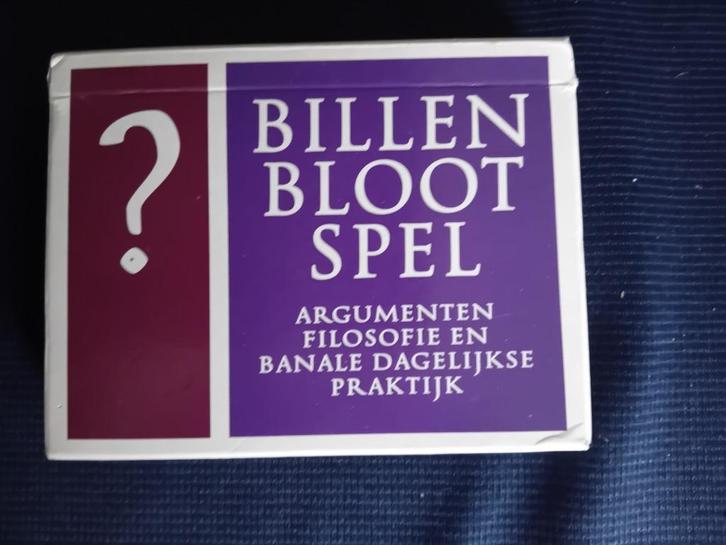 ?
BILLEN
BLOOT
SPEL
ARGUMENTEN
FILOSOFIE EN
BANALE DAGELIJKSE
PRAKTIJK